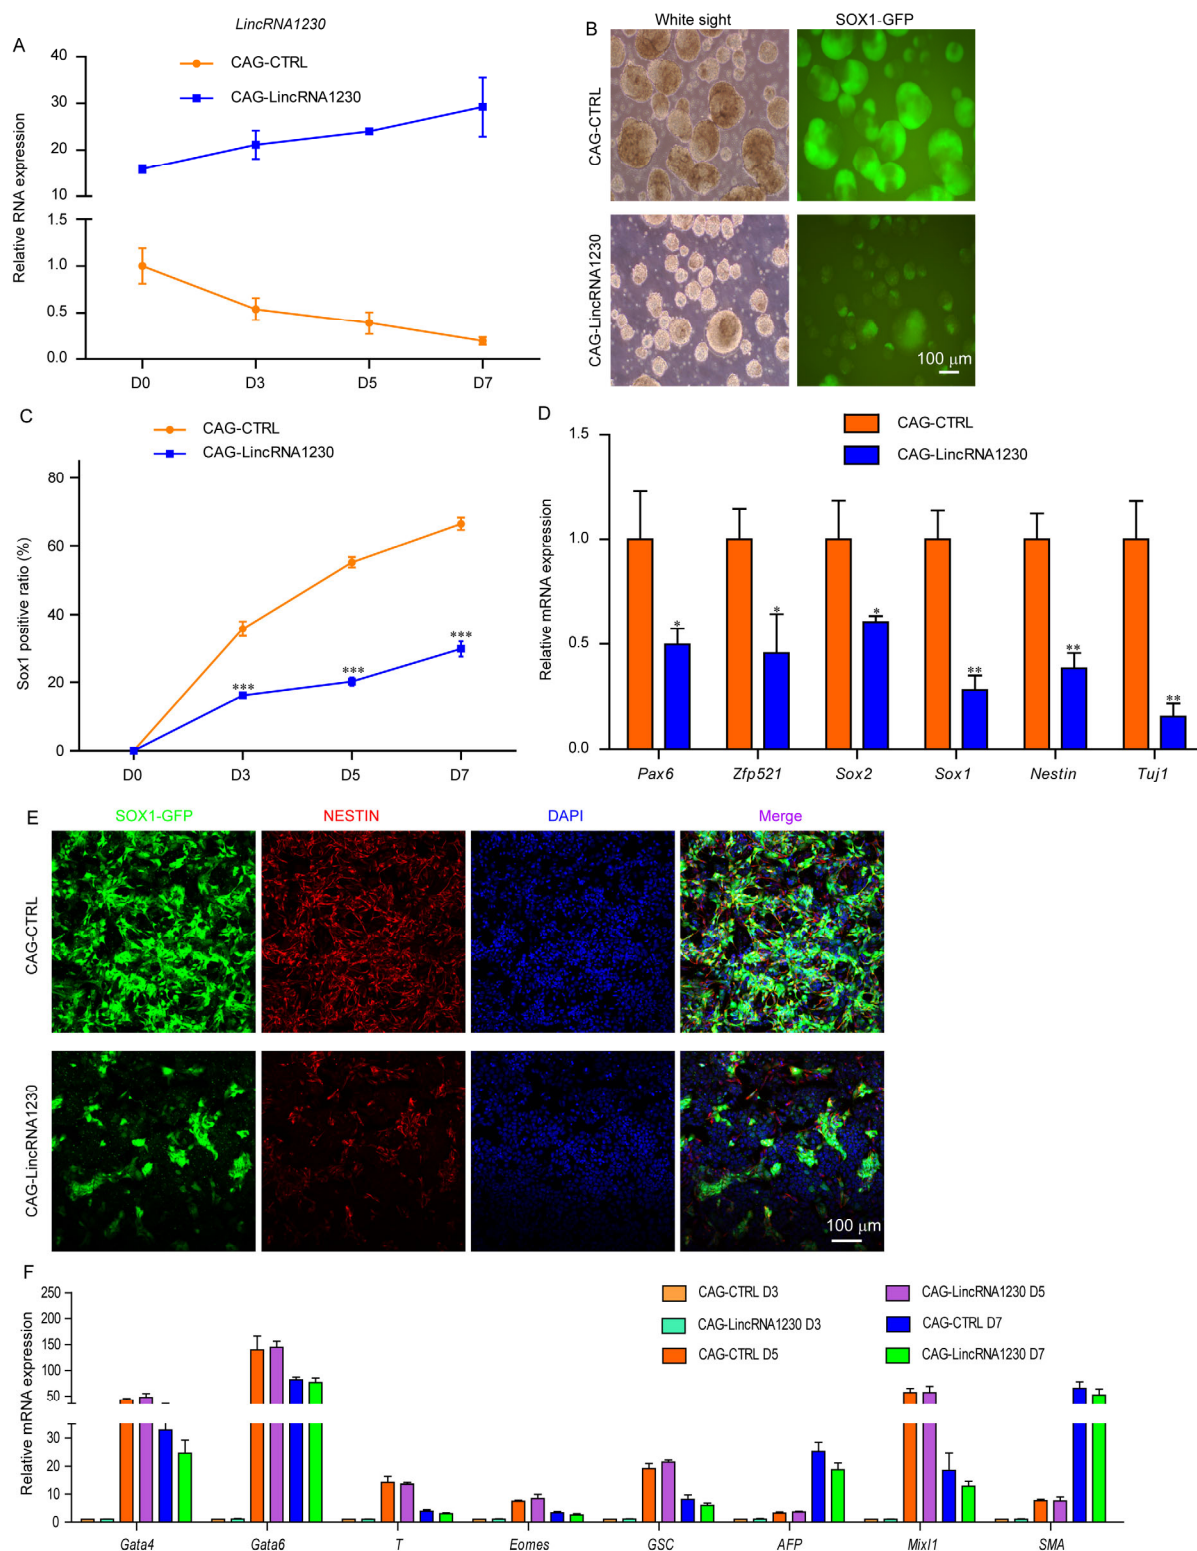 A
LincRNA1230
CAG-CTRL
CAG-LincRNA1230
Relative RNA expression
40
30
20
10
1.5
1.0
0.5
0.0
D0 D3 D5 D7
B
White sight SOX1-GFP
CAG-CTRL
CAG-LincRNA1230
100 μm
C
CAG-CTRL
CAG-LincRNA1230
Sox1 positive ratio (%)
80
60
40
20
0
*** *** ***
D0 D3 D5 D7
D
CAG-CTRL
CAG-LincRNA1230
Relative mRNA expression
1.5
1.0
0.5
0.0
* * * ** ** **
Pax6 Zfp521 Sox2 Sox1 Nestin Tuj1
E
SOX1-GFP NESTIN DAPI Merge
CAG-CTRL
CAG-LincRNA1230
100 μm
F
Relative mRNA expression
250
200
150
100
50
30
20
10
0
CAG-CTRL D3
CAG-LincRNA1230 D3
CAG-CTRL D5
CAG-LincRNA1230 D5
CAG-CTRL D7
CAG-LincRNA1230 D7
Gata4 Gata6 T Eomes GSC AFP Mixl1 SMA